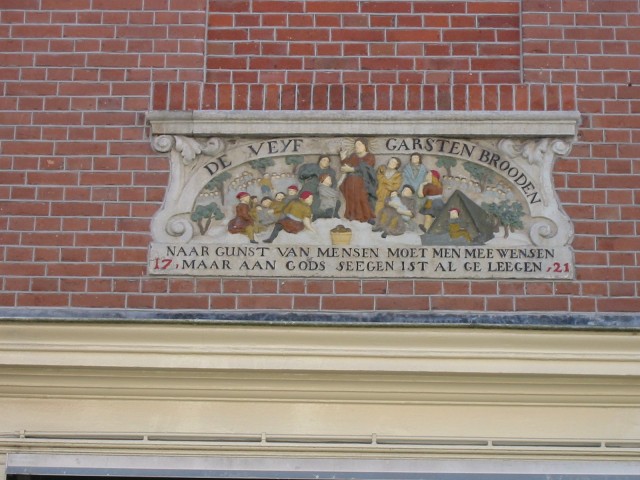 DE VEYF GARSTEN BROODEN
NAAR GUNST VAN MENSEN MOET MEN MEE WENSEN
17, MAAR AAN GODS SEEGEN IST AL GE LEEGEN, 21